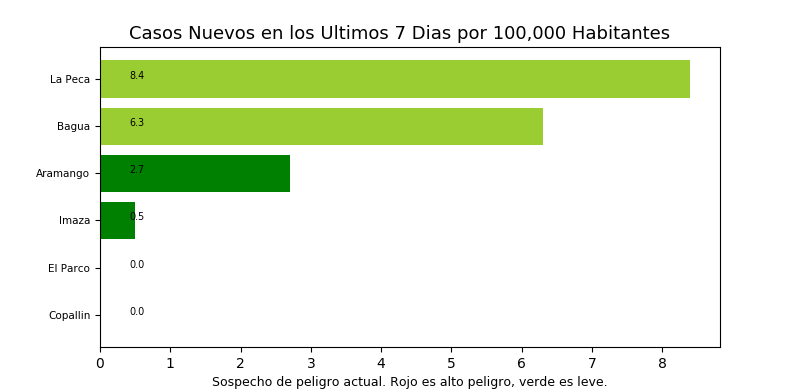 Casos Nuevos en los Ultimos 7 Dias por 100,000 Habitantes
La Peca 8.4
Bagua 6.3
Aramango 2.7
Imaza 0.5
El Parco 0.0
Copallin 0.0
0 1 2 3 4 5 6 7 8
Sospecho de peligro actual. Rojo es alto peligro, verde es leve.